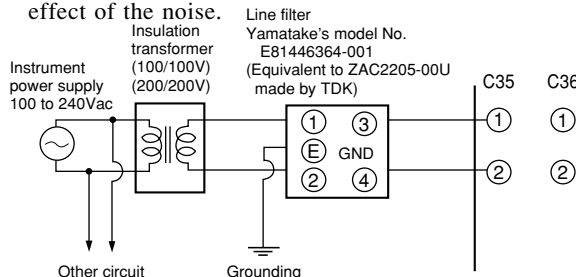 effect of the noise.
Line filter
Yamatake's model No.
E81446364-001
(Equivalent to ZAC2205-00U
made by TDK)
Insulation
transformer
(100/100V)
(200/200V)
Instrument
power supply
100 to 240Vac
C35
C36
1
3
1
1
E
GND
2
4
2
2
Other circuit
Grounding